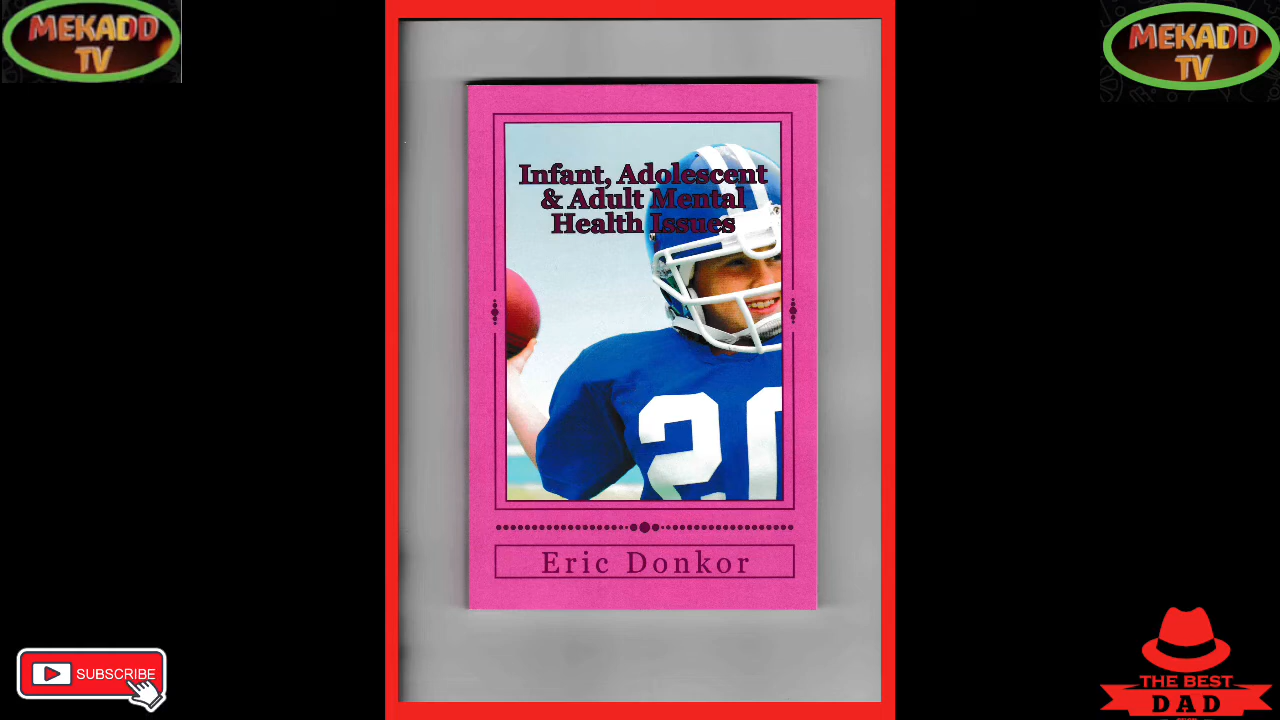 MEKADD
TV
MEKADD
TV
Infant, Adolescent
& Adult Mental
Health Issues
20
Eric Donkor
SUBSCRIBE
THE BEST
DAD